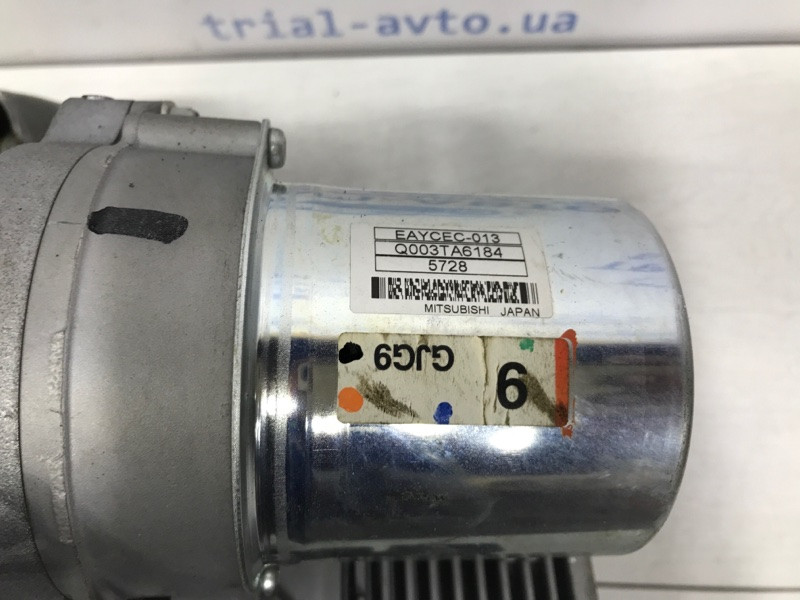 trial-avto.ua
EAYCEC-013
Q003TA6184
5728
MITSUBISHI JAPAN
GJG9
9